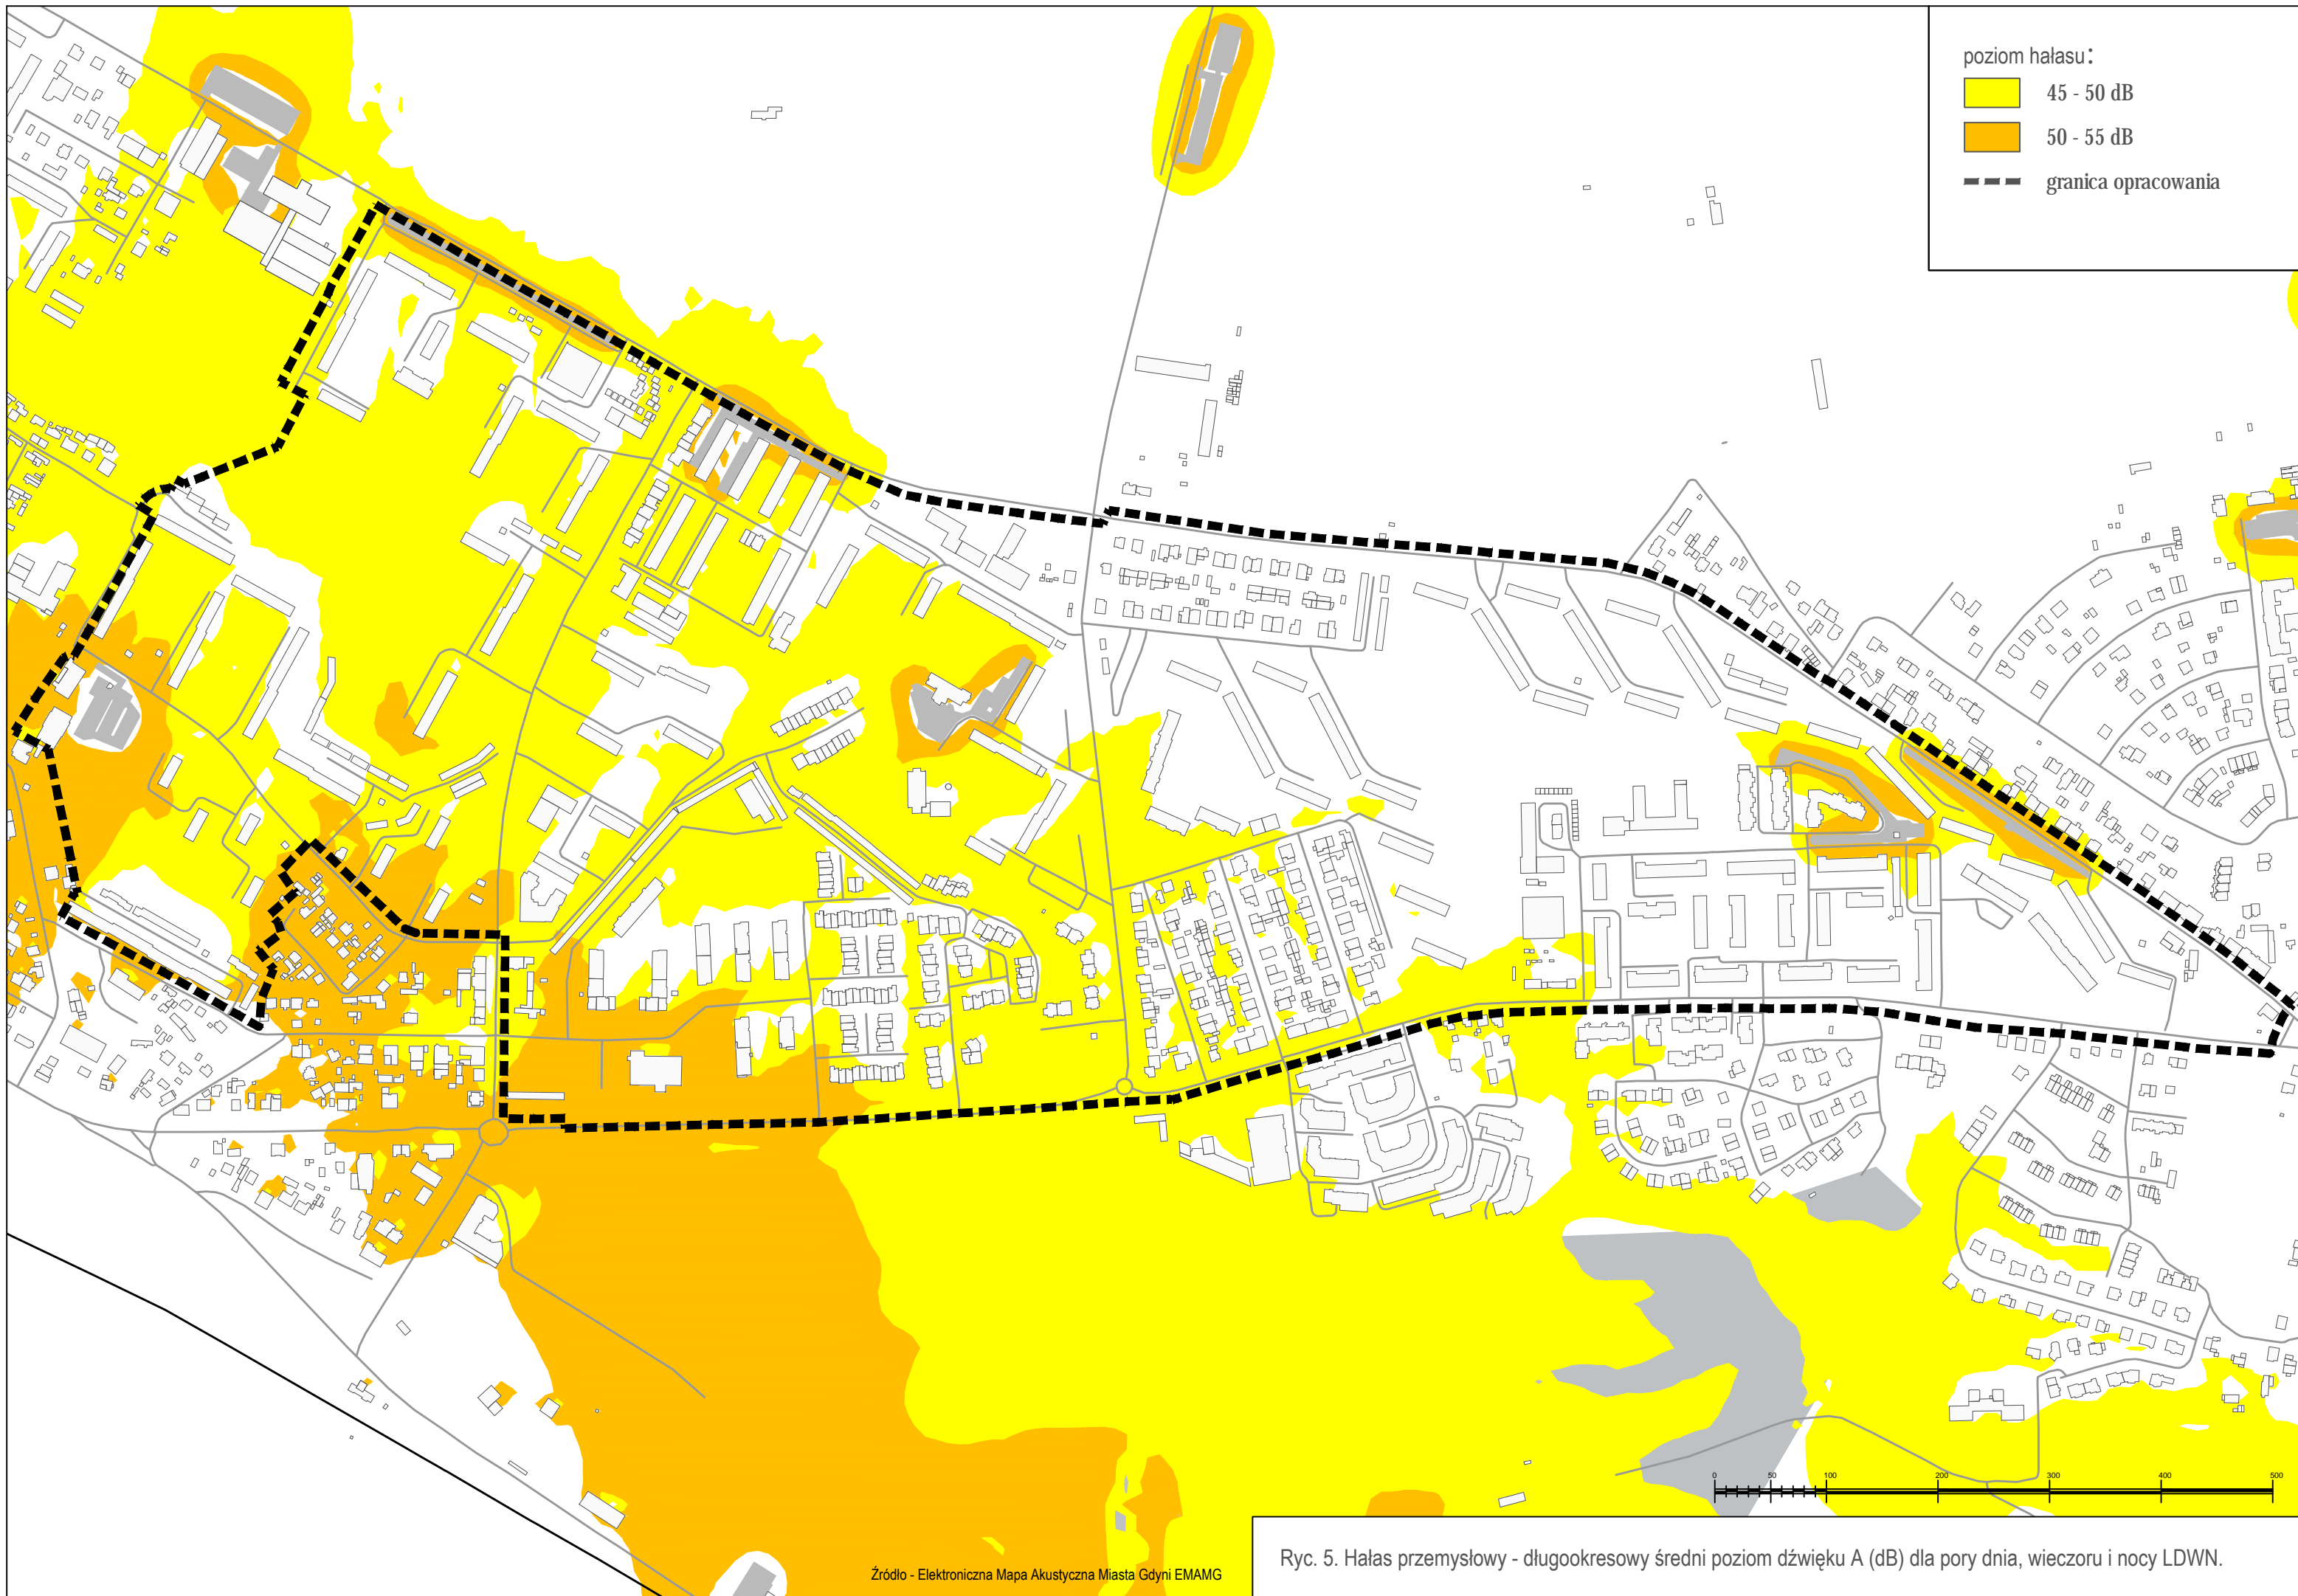 poziom hałasu:
45 - 50 dB
50 - 55 dB
granica opracowania
0 50 100 200 300 400 500
Źródło - Elektroniczna Mapa Akustyczna Miasta Gdyni EMAMG
Ryc. 5. Hałas przemysłowy - długookresowy średni poziom dźwięku A (dB) dla pory dnia, wieczoru i nocy LDWN.